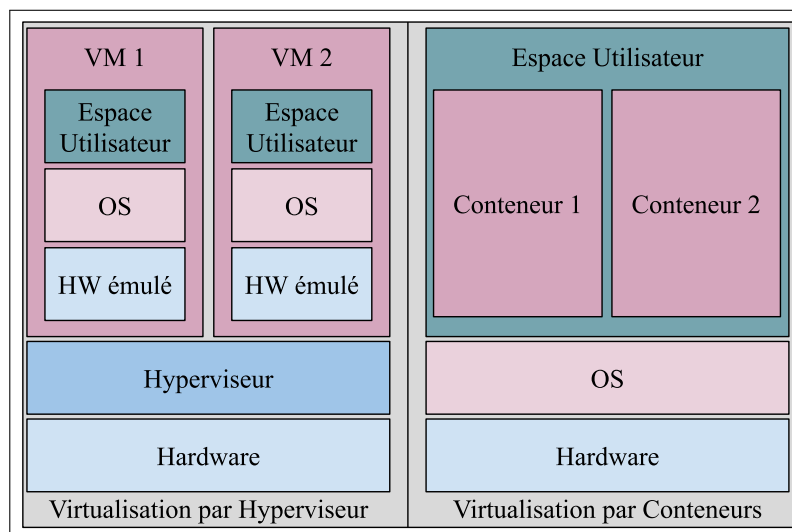 VM 1
VM 2
Espace
Utilisateur
Espace
Utilisateur
OS
OS
HW émulé
HW émulé
Hyperviseur
Hardware
Virtualisation par Hyperviseur
Espace Utilisateur
Conteneur 1
Conteneur 2
OS
Hardware
Virtualisation par Conteneurs